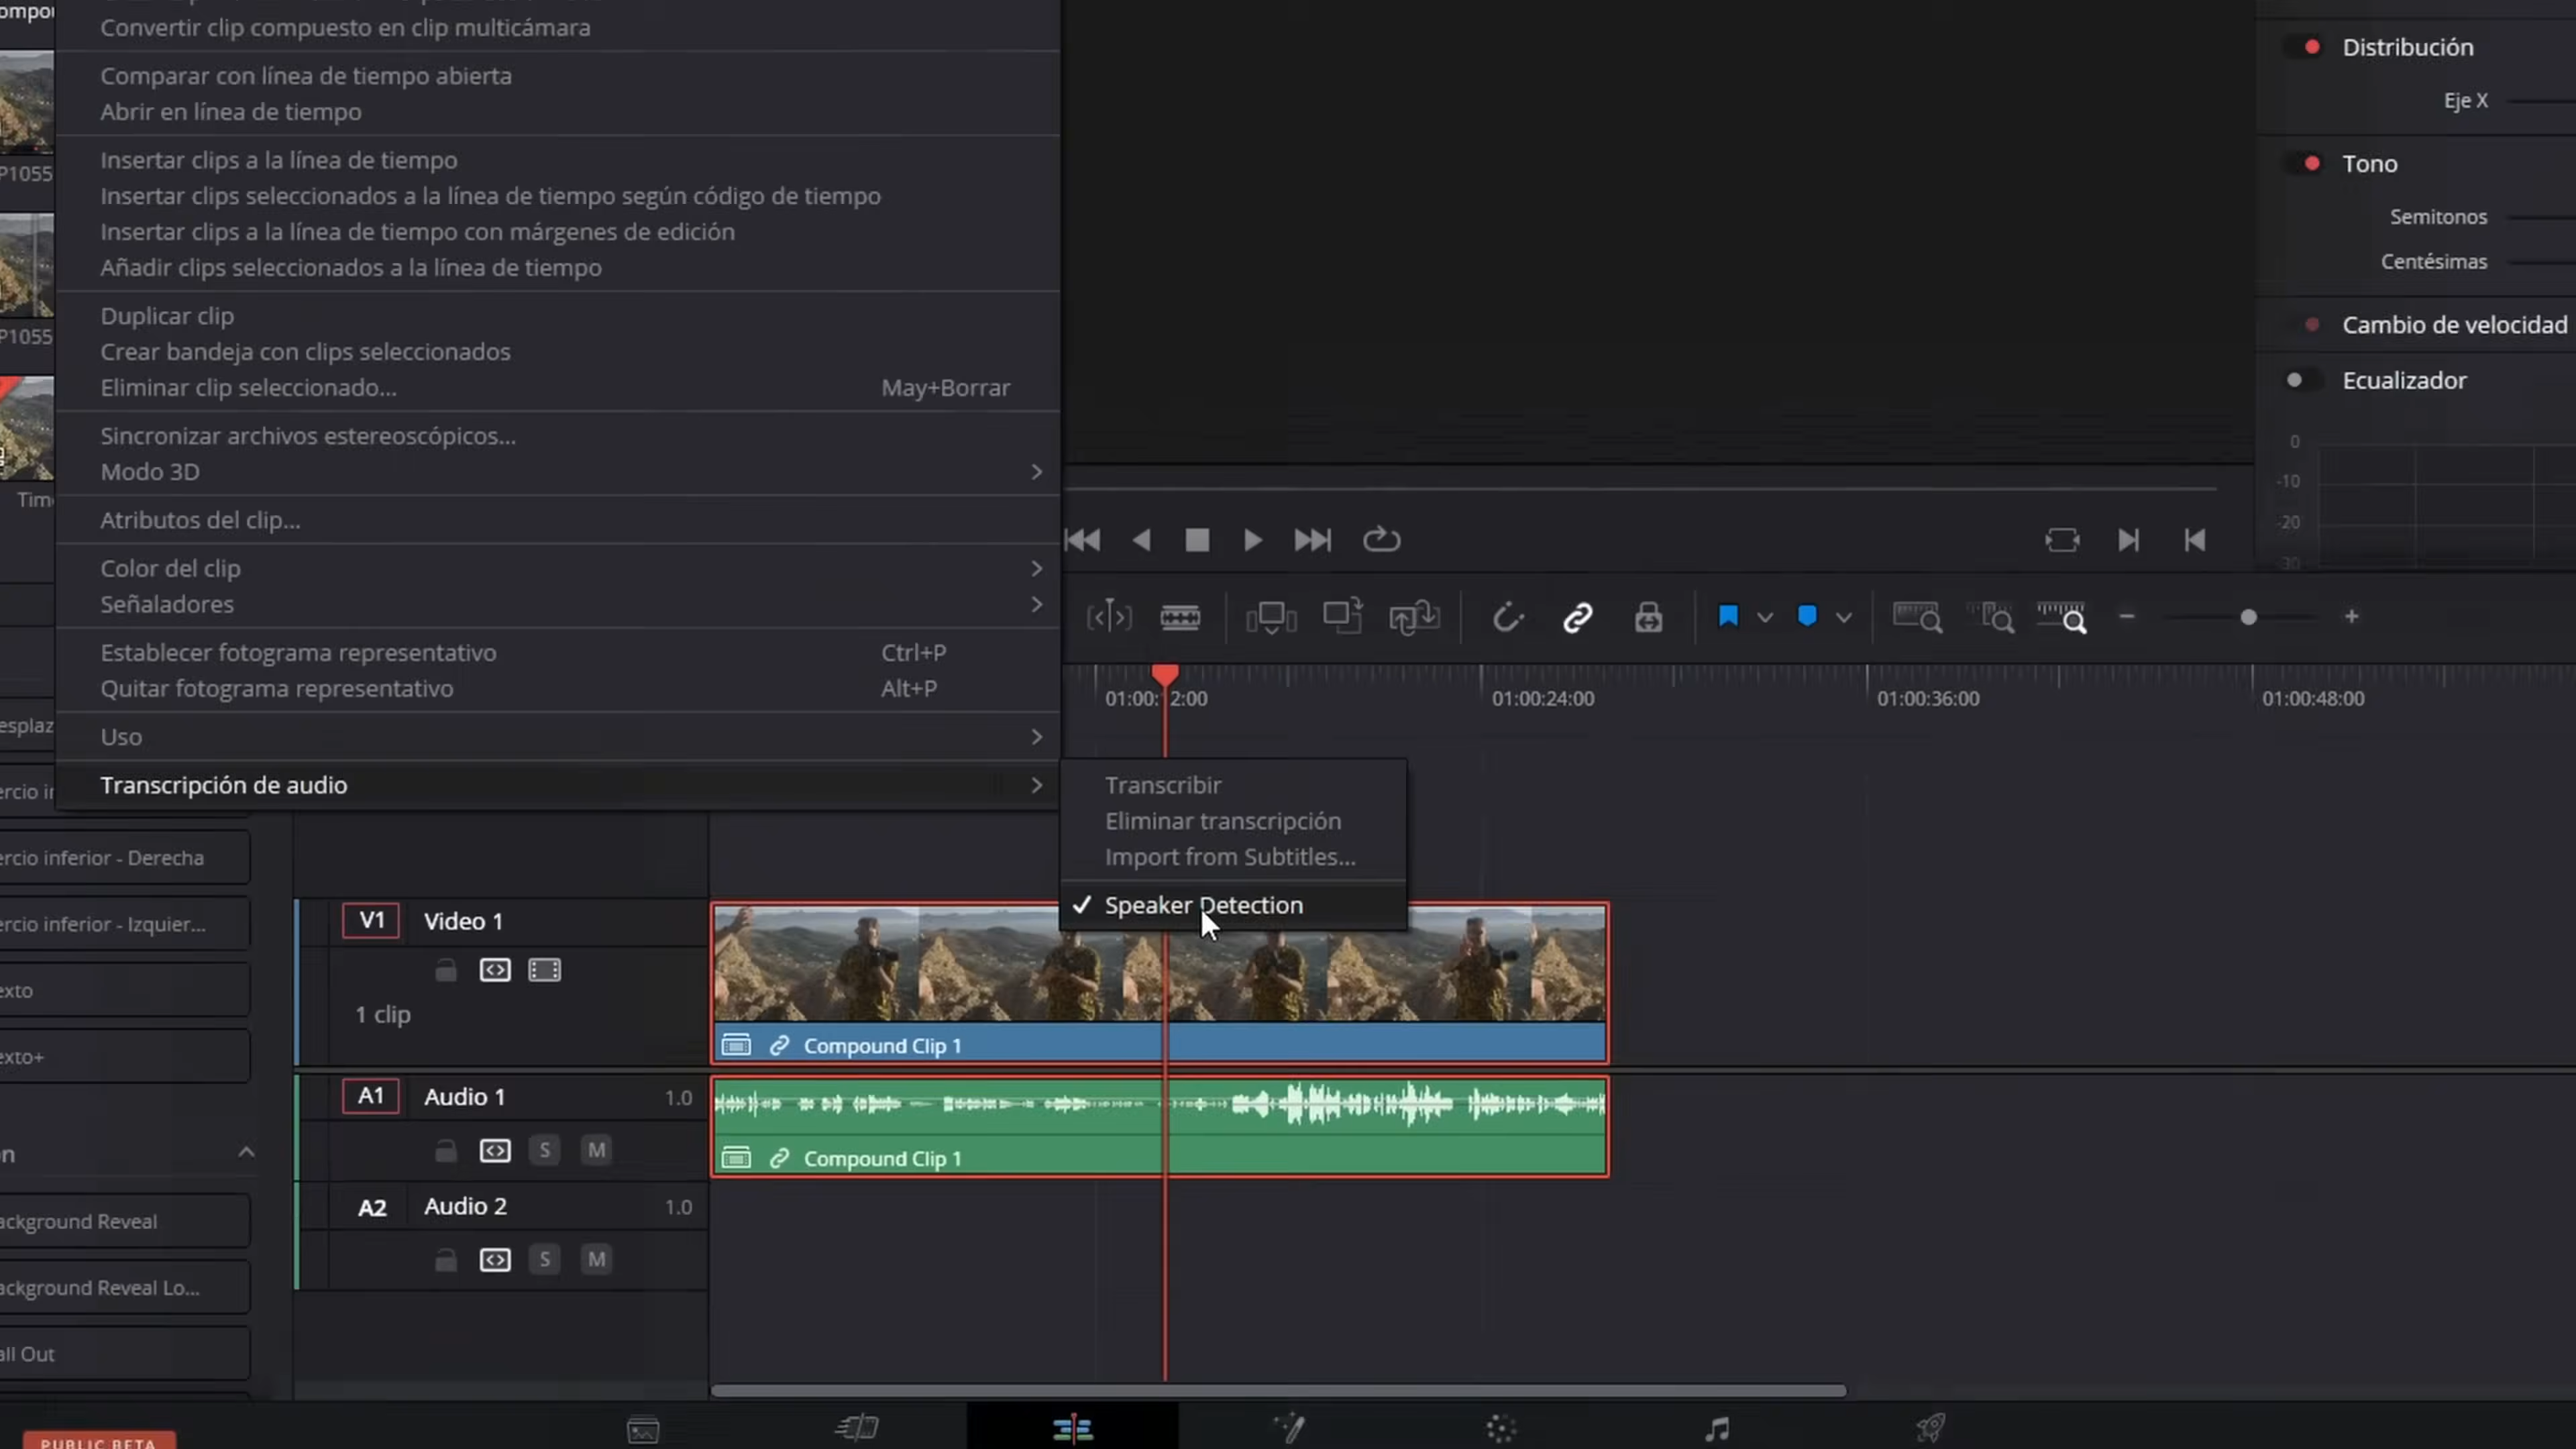 Convertir clip compuesto en clip multicámara
Comparar con línea de tiempo abierta
Abrir en línea de tiempo
Insertar clips a la línea de tiempo
Insertar clips seleccionados a la línea de tiempo según código de tiempo
Insertar clips a la línea de tiempo con márgenes de edición
Añadir clips seleccionados a la línea de tiempo
Duplicar clip
Crear bandeja con clips seleccionados
Eliminar clip seleccionado... May+Borrar
Sincronizar archivos estereoscópicos...
Modo 3D
Atributos del clip...
Color del clip
Señaladores
Establecer fotograma representativo Ctrl+P
Quitar fotograma representativo Alt+P
Uso
Transcripción de audio
Transcribir
Eliminar transcripción
Import from Subtitles...
Speaker Detection
P1055
P1055
Tim
esplaz
ercio in
ercio inferior - Derecha
ercio inferior - Izquier...
exto
exto+
ackground Reveal
ackground Reveal Lo...
all Out
PUBLIC BETA
Distribución
Eje X
Tono
Semitonos
Centésimas
Cambio de velocidad
Ecualizador
0
-10
-20
-30
01:00:12:00
01:00:24:00
01:00:36:00
01:00:48:00
V1 Video 1
1 clip
Compound Clip 1
A1 Audio 1 1.0
S M
Compound Clip 1
A2 Audio 2 1.0
S M